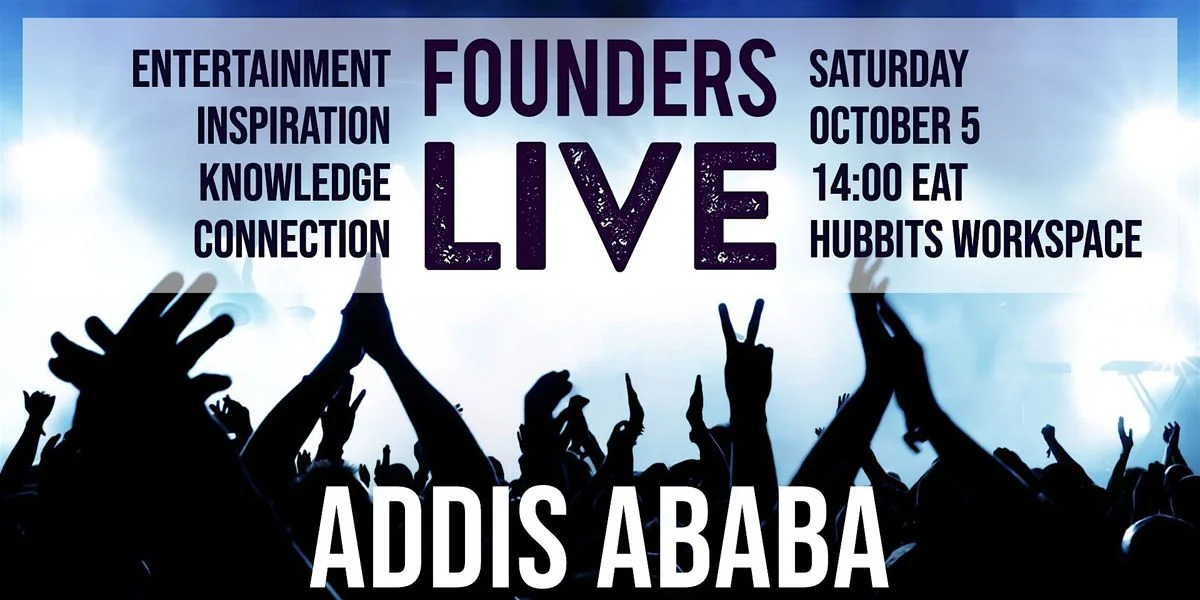 ENTERTAINMENT
INSPIRATION
KNOWLEDGE
CONNECTION
FOUNDERS
LIVE
SATURDAY
OCTOBER 5
14:00 EAT
HUBBITS WORKSPACE
ADDIS ABABA